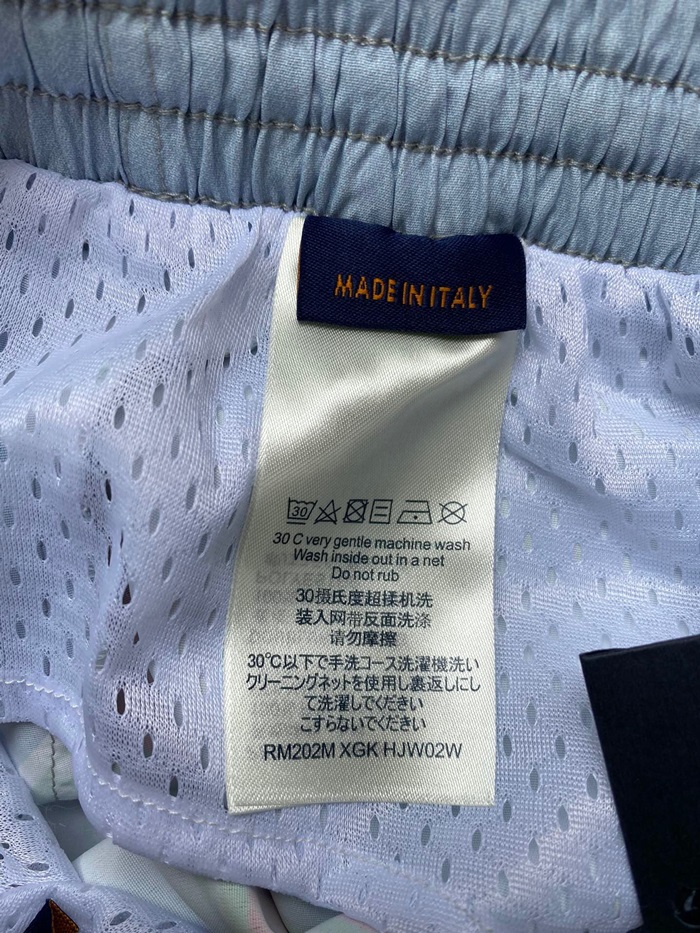 MADE IN ITALY
30
30 C very gentle machine wash
Wash inside out in a net
Do not rub
30摄氏度超揉机洗
装入网带反面洗涤
请勿摩擦
30℃以下で手洗コース洗濯機洗い
クリーニングネットを使用し裏返しにし
て洗濯してください
こすらないでください
RM202M XGK HJW02W